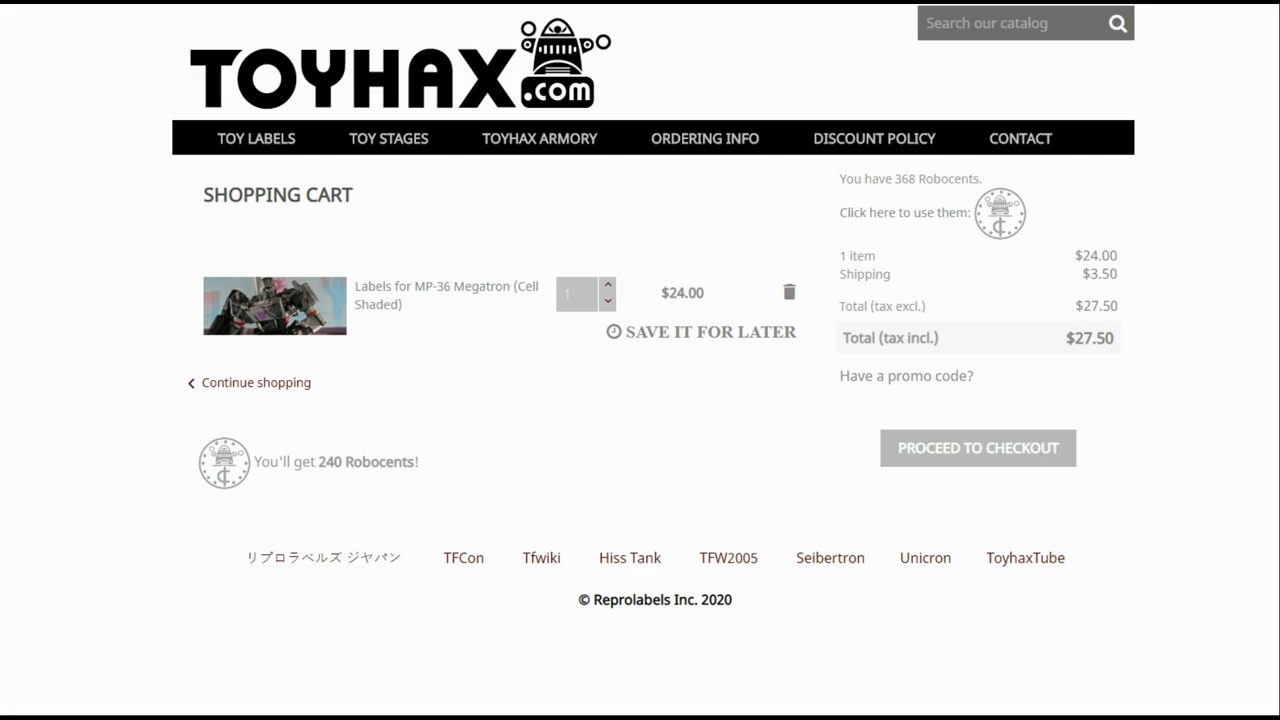 Search our catalog
TOYHAX.com
TOY LABELS TOY STAGES TOYHAX ARMORY ORDERING INFO DISCOUNT POLICY CONTACT
SHOPPING CART
You have 368 Robocents.
Click here to use them:
1 item $24.00
Shipping $3.50
Total (tax excl.) $27.50
Total (tax incl.) $27.50
Have a promo code?
PROCEED TO CHECKOUT
Labels for MP-36 Megatron (Cell
Shaded)
1
$24.00
SAVE IT FOR LATER
Continue shopping
You'll get 240 Robocents!
リプロラベルズ ジャパン TFCon Tfwiki Hiss Tank TFW2005 Seibertron Unicron ToyhaxTube
© Reprolabels Inc. 2020